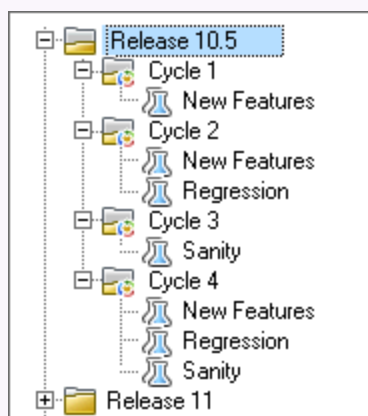 Release 10.5
Cycle 1
New Features
Cycle 2
New Features
Regression
Cycle 3
Sanity
Cycle 4
New Features
Regression
Sanity
Release 11